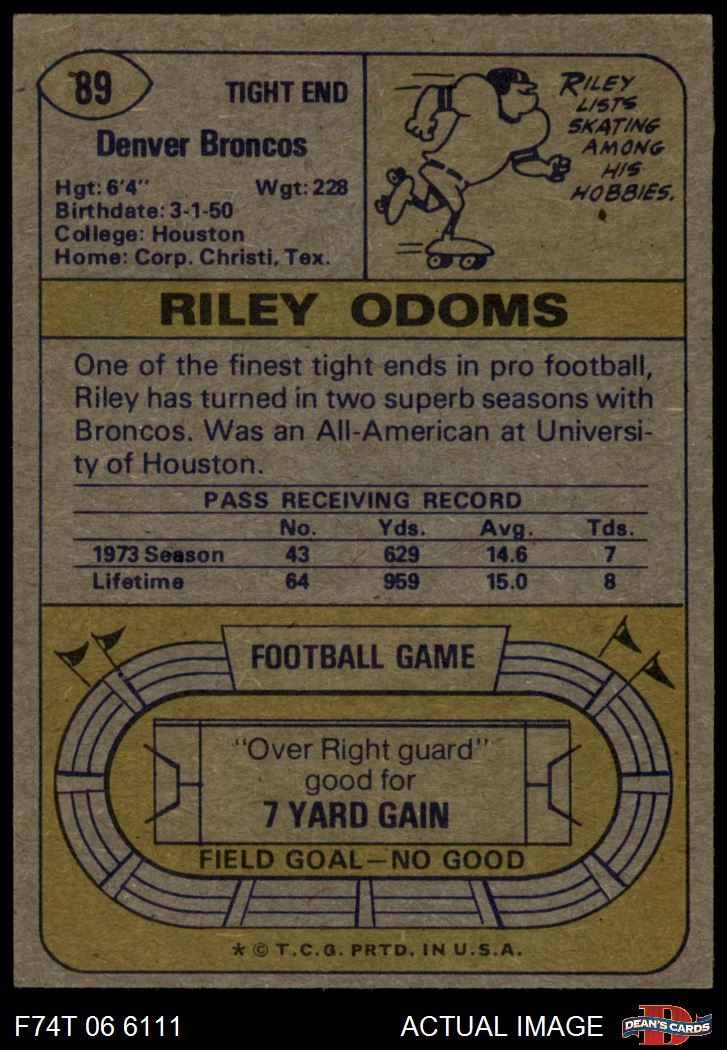 89
TIGHT END
Denver Broncos
Hgt: 6'4" Wgt: 228
Birthdate: 3-1-50
College: Houston
Home: Corp. Christi, Tex.
RILEY
LISTS
SKATING
AMONG
HIS
HOBBIES.
RILEY ODOMS
One of the finest tight ends in pro football,
Riley has turned in two superb seasons with
Broncos. Was an All-American at Universi-
ty of Houston.
PASS RECEIVING RECORD
No. Yds. Avg. Tds.
1973 Season 43 629 14.6 7
Lifetime 64 959 15.0 8
FOOTBALL GAME
"Over Right guard"
good for
7 YARD GAIN
FIELD GOAL—NO GOOD
* © T.C.G. PRTD. IN U.S.A.
F74T 06 6111 ACTUAL IMAGE
D
DEAN'S CARDS